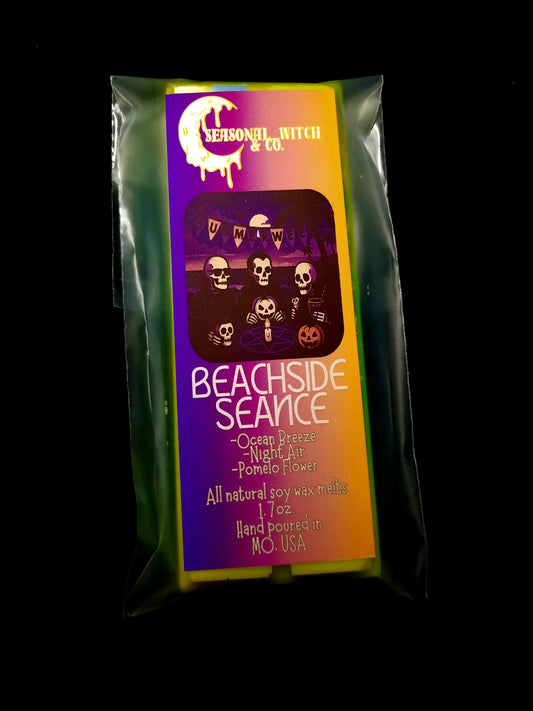 SEASONAL WITCH
& CO.
UMMERWEE
BEACHSIDE
SEANCE
-Ocean Breeze
-Night Air
-Pomelo Flower
All natural soy wax melts
1.7oz.
Hand poured in
MO, USA